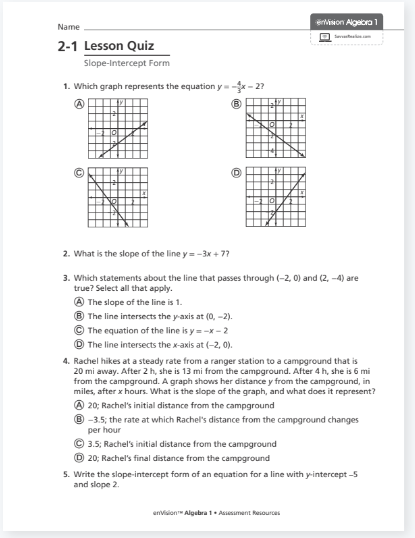 Name
enVision Algebra 1
SavvasRealize.com
2-1 Lesson Quiz
Slope-Intercept Form
1. Which graph represents the equation y = −4/3x − 2?
Ⓐ
Ⓑ
Ⓒ
Ⓓ
2. What is the slope of the line y = −3x + 7?
3. Which statements about the line that passes through (−2, 0) and (2, −4) are
true? Select all that apply.
Ⓐ The slope of the line is 1.
Ⓑ The line intersects the y-axis at (0, −2).
Ⓒ The equation of the line is y = −x − 2
Ⓓ The line intersects the x-axis at (−2, 0).
4. Rachel hikes at a steady rate from a ranger station to a campground that is
20 mi away. After 2 h, she is 13 mi from the campground. After 4 h, she is 6 mi
from the campground. A graph shows her distance y from the campground, in
miles, after x hours. What is the slope of the graph, and what does it represent?
Ⓐ 20; Rachel's initial distance from the campground
Ⓑ −3.5; the rate at which Rachel's distance from the campground changes
per hour
Ⓒ 3.5; Rachel's initial distance from the campground
Ⓓ 20; Rachel's final distance from the campground
5. Write the slope-intercept form of an equation for a line with y-intercept −5
and slope 2.
enVision™ Algebra 1 • Assessment Resources